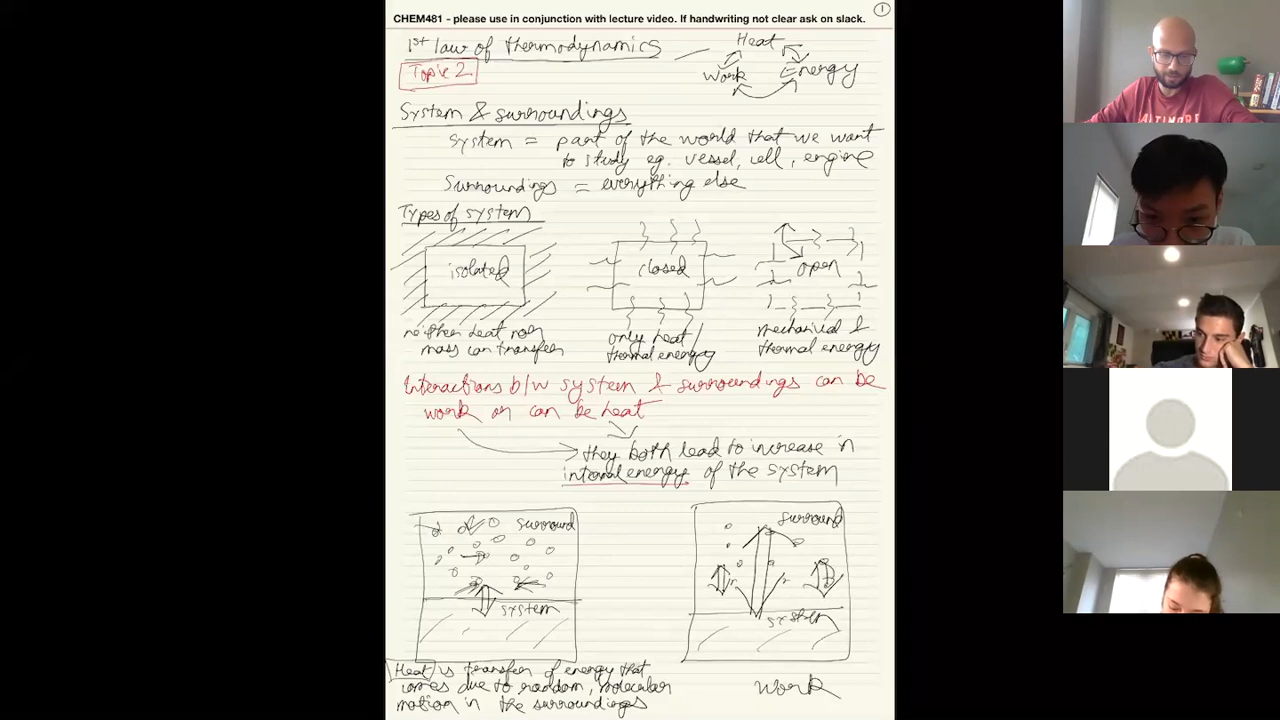 CHEM481 - please use in conjunction with lecture video. If handwriting not clear ask on slack.
1
1st law of thermodynamics
Heat
Work
Energy
Topic 2
System & surroundings
system = part of the world that we want
to study eg. vessel, cell, engine
Surroundings = everything else
Types of system
isolated
closed
open
neither heat nor
mass can transfer
only heat/
thermal energy
mechanical &
thermal energy
Interactions b/w system & surroundings can be
work or can be heat
they both lead to increase in
internal energy of the system
surround
system
surround
system
Heat is transfer of energy that
comes due to random, molecular
motion in the surroundings
work
ALTIMORE